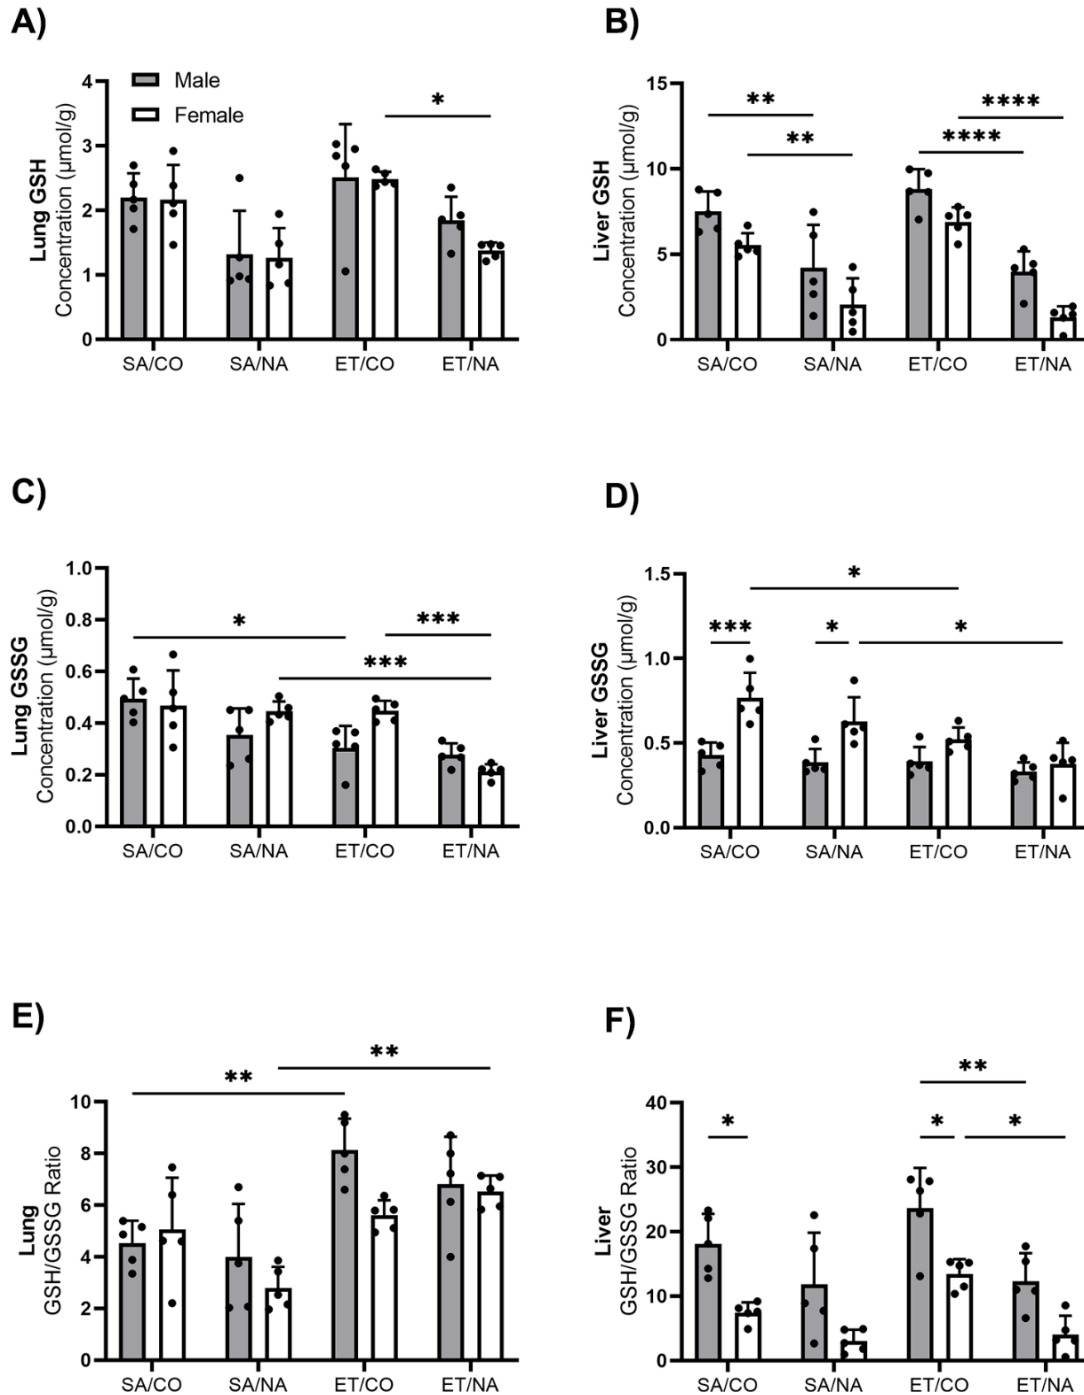 A)
Male
Female
*
Lung GSH
Concentration (µmol/g)
4
3
2
1
0
SA/CO SA/NA ET/CO ET/NA
B)
** ****
** ****
Liver GSH
Concentration (µmol/g)
15
10
5
0
SA/CO SA/NA ET/CO ET/NA
C)
* ***
***
Lung GSSG
Concentration (µmol/g)
1.0
0.8
0.6
0.4
0.2
0.0
SA/CO SA/NA ET/CO ET/NA
D)
*
*** * *
Liver GSSG
Concentration (µmol/g)
1.5
1.0
0.5
0.0
SA/CO SA/NA ET/CO ET/NA
E)
**
**
Lung
GSH/GSSG Ratio
10
8
6
4
2
0
SA/CO SA/NA ET/CO ET/NA
F)
**
* * *
Liver
GSH/GSSG Ratio
40
30
20
10
0
SA/CO SA/NA ET/CO ET/NA